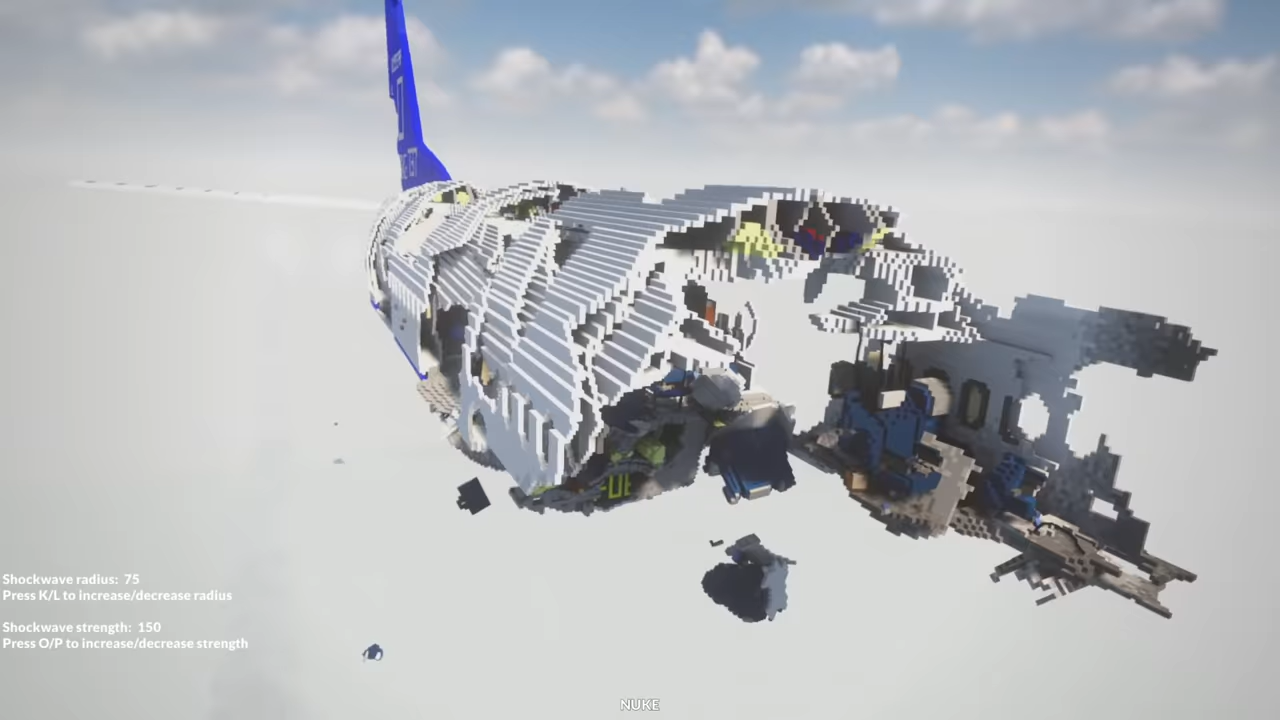 Shockwave radius: 75
Press K/L to increase/decrease radius
Shockwave strength: 150
Press O/P to increase/decrease strength
NUKE